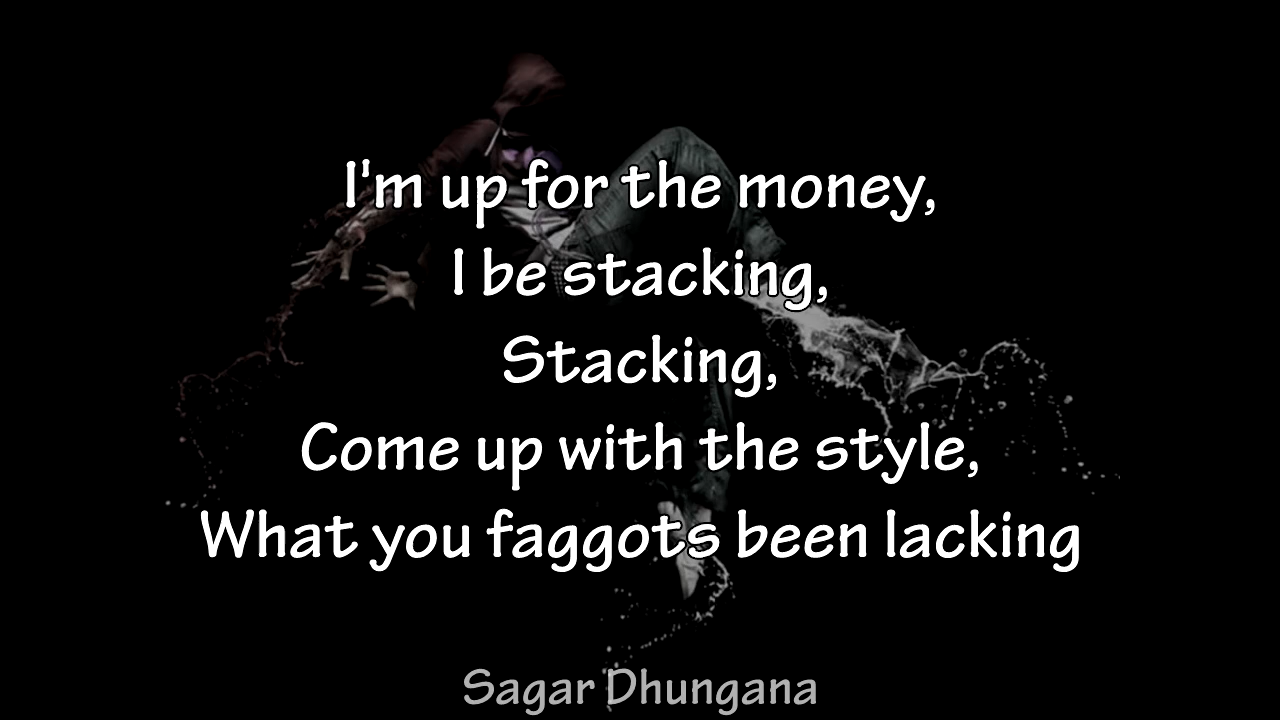 I'm up for the money,
I be stacking,
Stacking,
Come up with the style,
What you faggots been lacking
Sagar Dhungana